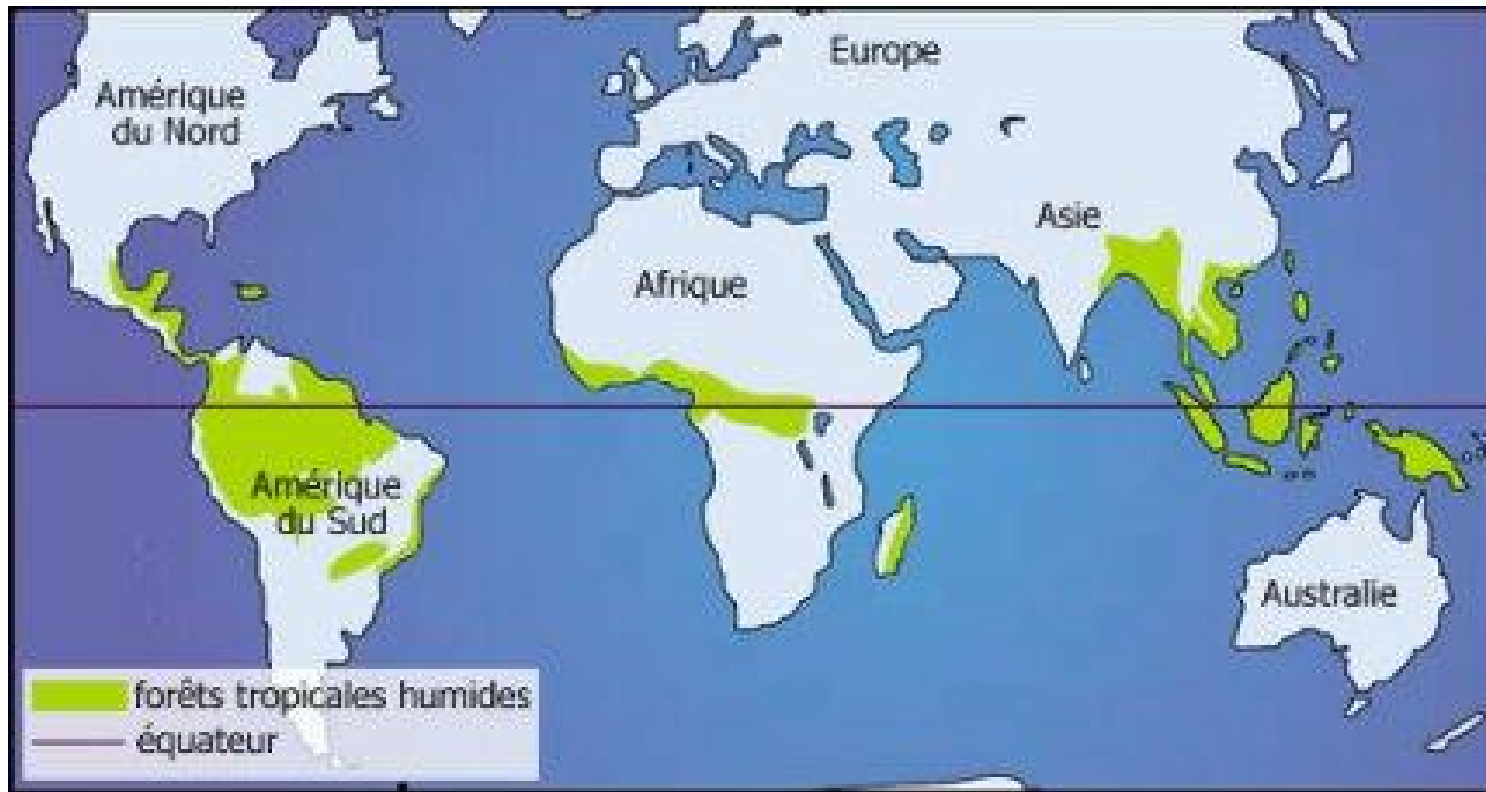 Europe
Amérique
du Nord
Asie
Afrique
Amérique
du Sud
Australie
forêts tropicales humides
équateur